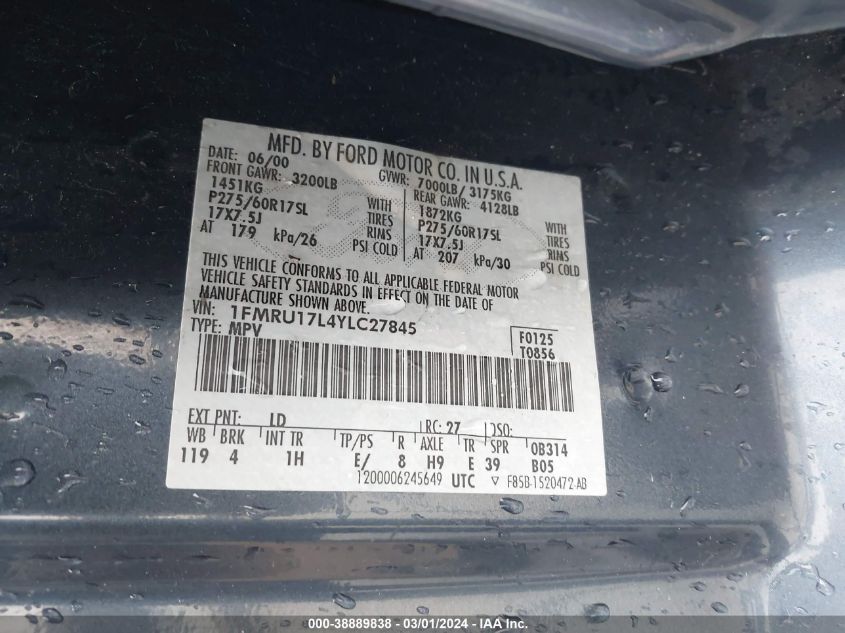 MFD. BY FORD MOTOR CO. IN U.S.A.
DATE: 06/00 GVWR: 7000LB/ 3175KG
FRONT GAWR: 3200LB REAR GAWR: 4128LB
1451KG WITH 1872KG WITH
P275/60R17SL TIRES P275/60R17SL TIRES
17X7.5J RIMS 17X7.5J RIMS
AT 179 kPa/26 PSI COLD AT 207 kPa/30 PSI COLD
THIS VEHICLE CONFORMS TO ALL APPLICABLE FEDERAL MOTOR
VEHICLE SAFETY STANDARDS IN EFFECT ON THE DATE OF
MANUFACTURE SHOWN ABOVE.
VIN: 1FMRU17L4YLC27845
TYPE: MPV
F0125
T0856
EXT PNT: LD RC: 27 DSO:
WB BRK INT TR TP/PS R AXLE TR SPR 0B314
119 4 1H E/ 8 H9 E 39 B05
1200006245649 UTC ▽ F85B-1520472-AB
000-38889838 / 03/01/2024 - IAA Inc.